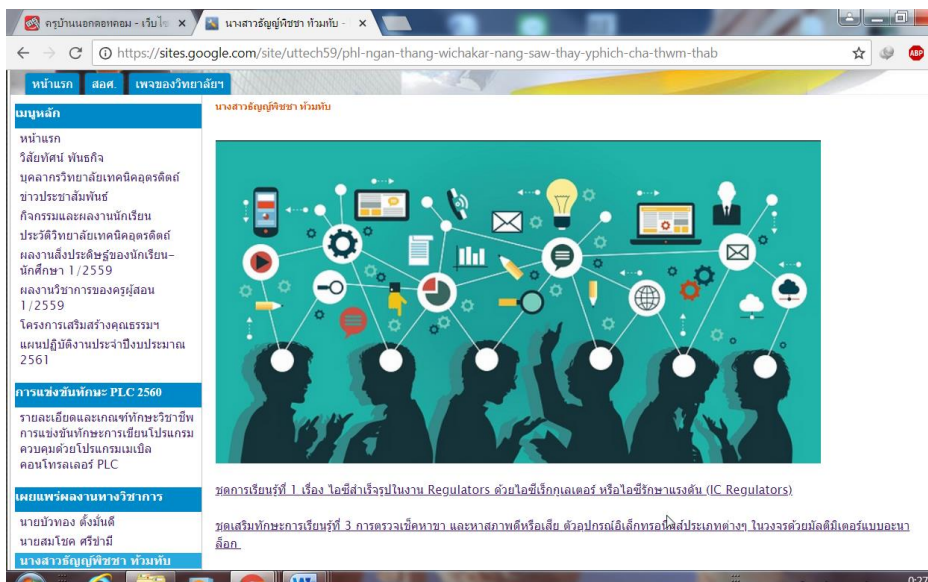 ครูบ้านนอกดอทคอม - เว็บไซ
นางสาวธัญญ์พิชชา ท้วมทับ -
https://sites.google.com/site/uttech59/phl-ngan-thang-wichakar-nang-saw-thay-yphich-cha-thwm-thab
ABP
หน้าแรก
สอศ.
เพจของวิทยาลัยฯ
เมนูหลัก
หน้าแรก
วิสัยทัศน์ พันธกิจ
บุคลากรวิทยาลัยเทคนิคอุตรดิตถ์
ข่าวประชาสัมพันธ์
กิจกรรมและผลงานนักเรียน
ประวัติวิทยาลัยเทคนิคอุตรดิตถ์
ผลงานสิ่งประดิษฐ์ของนักเรียน-
นักศึกษา 1/2559
ผลงานวิชาการของครูผู้สอน
1/2559
โครงการเสริมสร้างคุณธรรมฯ
แผนปฏิบัติงานประจำปีงบประมาณ
2561
การแข่งขันทักษะ PLC 2560
รายละเอียดและเกณฑ์ทักษะวิชาชีพ
การแข่งขันทักษะการเขียนโปรแกรม
ควบคุมด้วยโปรแกรมเมเบิล
คอนโทรลเลอร์ PLC
เผยแพร่ผลงานทางวิชาการ
นายบัวทอง ตั้งมั่นดี
นายสมโชค ศรีข่ามี
นางสาวธัญญ์พิชชา ท้วมทับ
นางสาวธัญญ์พิชชา ท้วมทับ
ชุดการเรียนรู้ที่ 1 เรื่อง ไอซีสำเร็จรูปในงาน Regulators ด้วยไอซีเร็กกูเลเตอร์ หรือไอซีรักษาแรงดัน (IC Regulators)
ชุดเสริมทักษะการเรียนรู้ที่ 3 การตรวจเช็คหาขา และหาสภาพดีหรือเสีย ตัวอุปกรณ์อิเล็กทรอนิกส์ประเภทต่างๆ ในวงจรด้วยมัลติมิเตอร์แบบอะนา
ล็อก
0:27